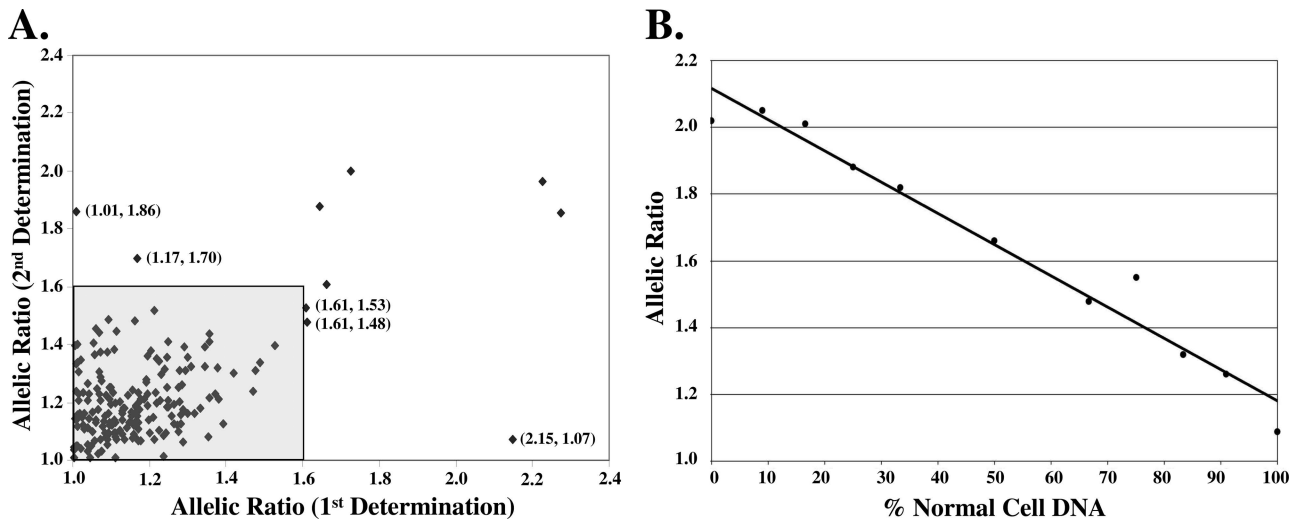 A.
Allelic Ratio (2nd Determination)
2.4
2.2
2.0
1.8
1.6
1.4
1.2
1.0
(1.01, 1.86)
(1.17, 1.70)
(1.61, 1.53)
(1.61, 1.48)
(2.15, 1.07)
1.0 1.2 1.4 1.6 1.8 2.0 2.2 2.4
Allelic Ratio (1st Determination)
B.
Allelic Ratio
2.2
2.0
1.8
1.6
1.4
1.2
1.0
0 10 20 30 40 50 60 70 80 90 100
% Normal Cell DNA